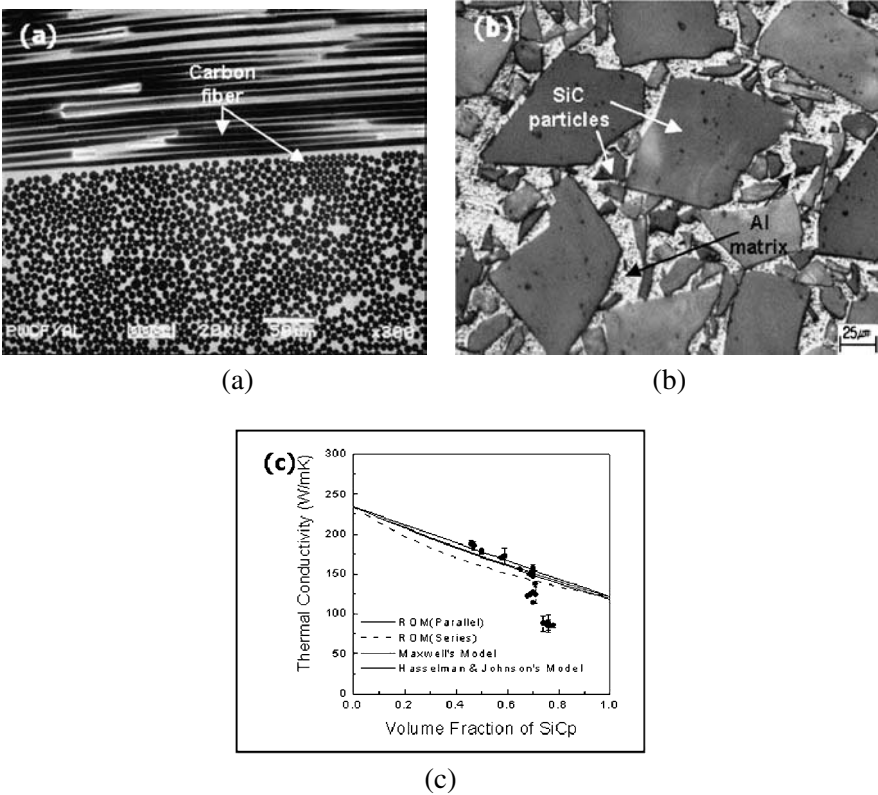 (a)
Carbon
fiber
20kV
50μm
x300
(a)
(b)
SiC
particles
Al
matrix
25μm
(b)
(c)
Thermal Conductivity (W/mK)
300
250
200
150
100
50
0
ROM(Parallel)
ROM(Series)
Maxwell's Model
Hasselman & Johnson's Model
0.0 0.2 0.4 0.6 0.8 1.0
Volume Fraction of SiCp
(c)